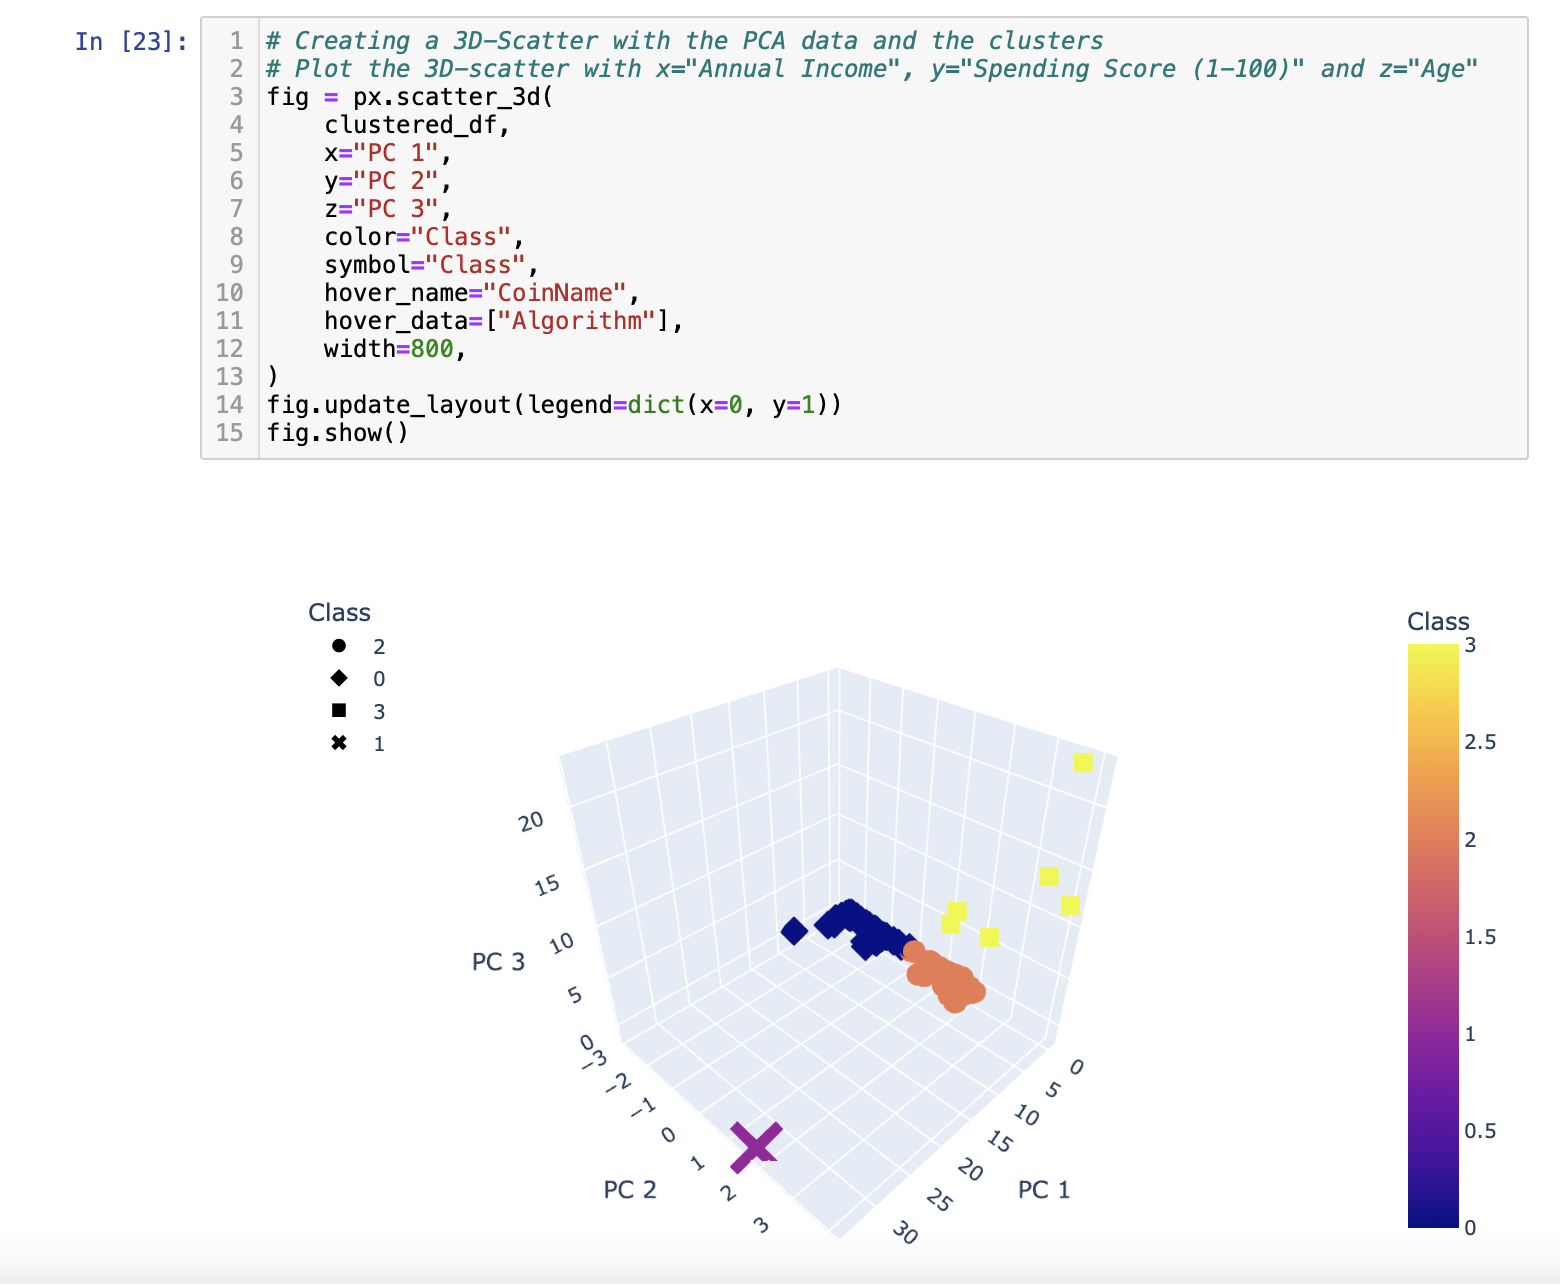 In [23]:
1 # Creating a 3D-Scatter with the PCA data and the clusters
2 # Plot the 3D-scatter with x="Annual Income", y="Spending Score (1-100)" and z="Age"
3 fig = px.scatter_3d(
4     clustered_df,
5     x="PC 1",
6     y="PC 2",
7     z="PC 3",
8     color="Class",
9     symbol="Class",
10     hover_name="CoinName",
11     hover_data=["Algorithm"],
12     width=800,
13 )
14 fig.update_layout(legend=dict(x=0, y=1))
15 fig.show()
Class
2
0
3
1
20
15
10
5
0
PC 3
−3
−2
−1
0
1
2
3
PC 2
0
5
10
15
20
25
30
PC 1
Class
3
2.5
2
1.5
1
0.5
0